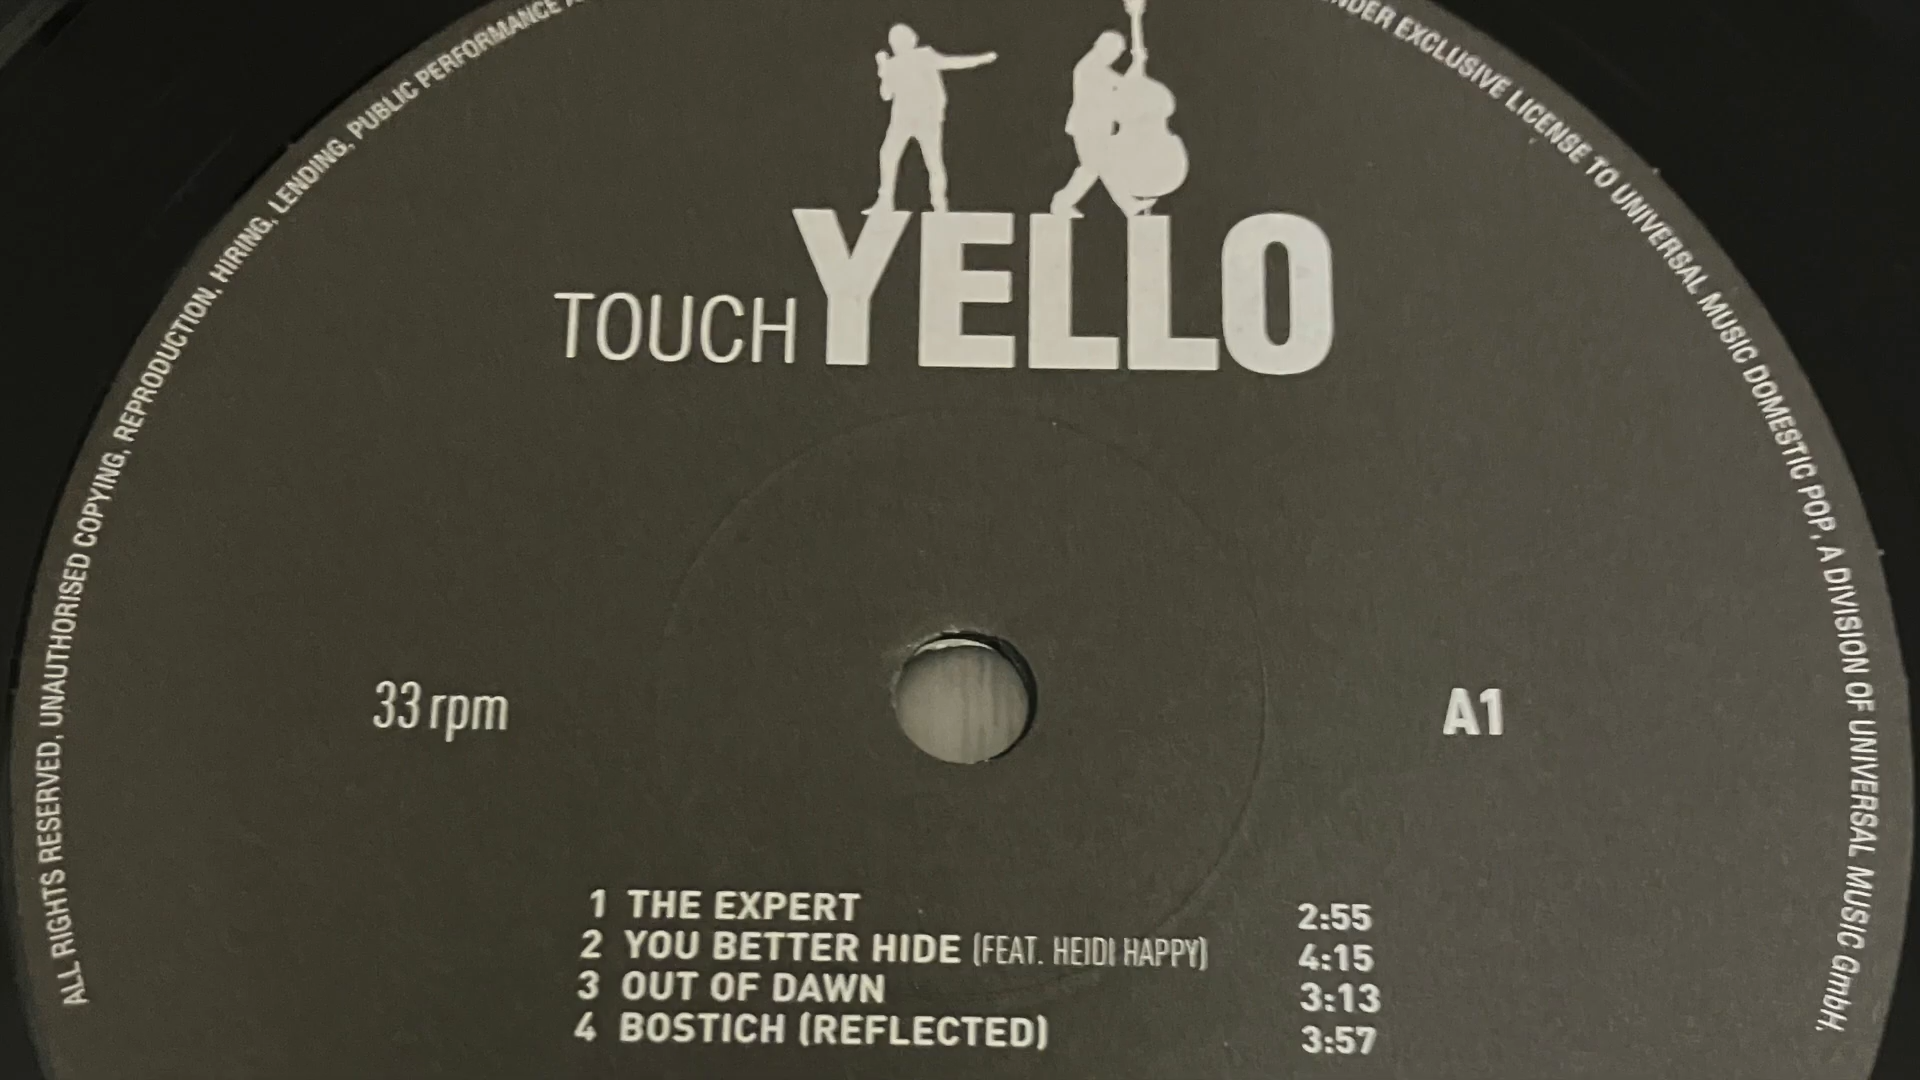 TOUCH YELLO
33 rpm
A1
1 THE EXPERT 2:55
2 YOU BETTER HIDE (FEAT. HEIDI HAPPY) 4:15
3 OUT OF DAWN 3:13
4 BOSTICH (REFLECTED) 3:57
ALL RIGHTS RESERVED, UNAUTHORISED COPYING, REPRODUCTION, HIRING, LENDING, PUBLIC PERFORMANCE
EXCLUSIVE LICENSE TO UNIVERSAL MUSIC DOMESTIC POP, A DIVISION OF UNIVERSAL MUSIC GmbH.